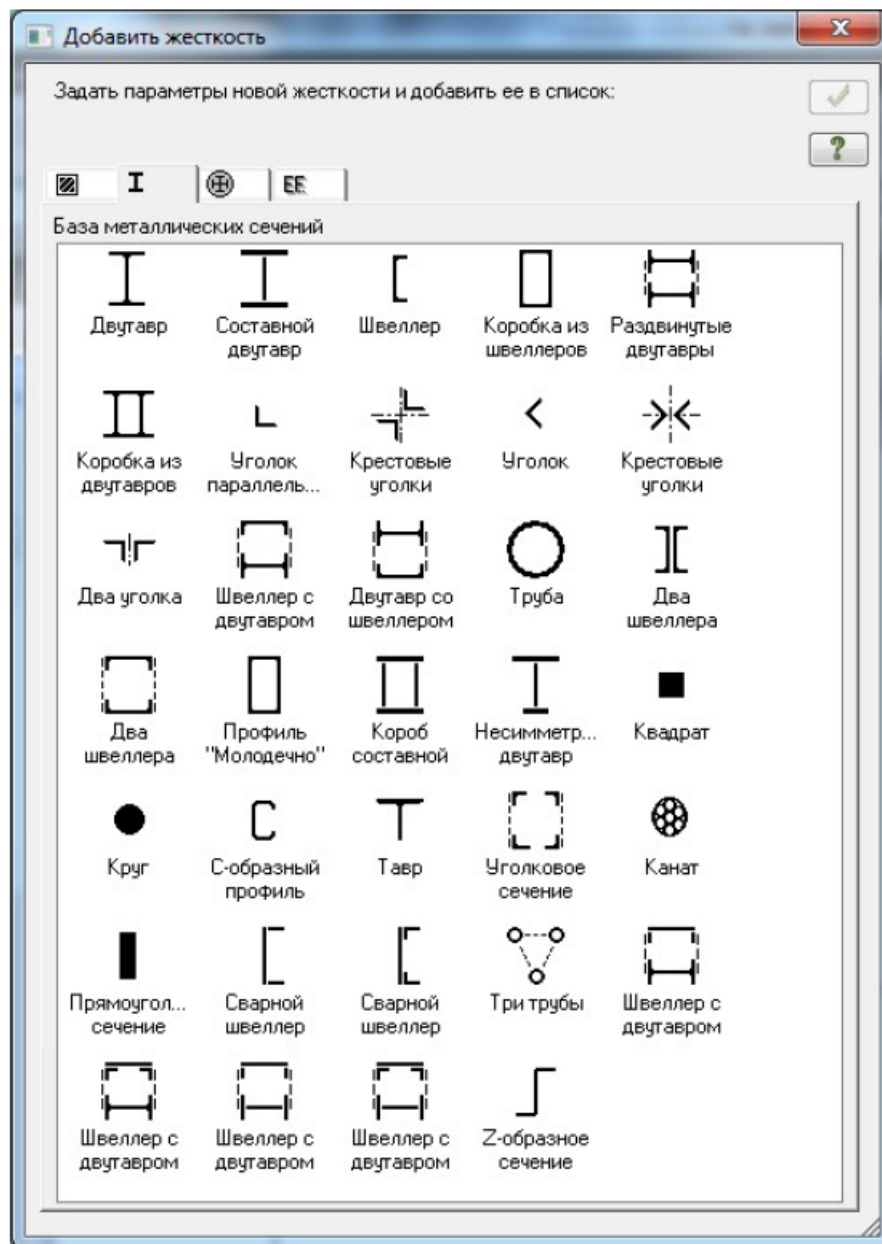 Добавить жесткость
Задать параметры новой жесткости и добавить ее в список:
I
EE
База металлических сечений
Двутавр
Составной
двутавр
Швеллер
Коробка из
швеллеров
Раздвинутые
двутавры
Коробка из
двутавров
Уголок
параллель...
Крестовые
уголки
Уголок
Крестовые
уголки
Два уголка
Швеллер с
двутавром
Двутавр со
швеллером
Труба
Два
швеллера
Два
швеллера
Профиль
"Молодечно"
Короб
составной
Несимметр...
двутавр
Квадрат
Круг
С-образный
профиль
Тавр
Уголковое
сечение
Канат
Прямоугол...
сечение
Сварной
швеллер
Сварной
швеллер
Три трубы
Швеллер с
двутавром
Швеллер с
двутавром
Швеллер с
двутавром
Швеллер с
двутавром
Z-образное
сечение